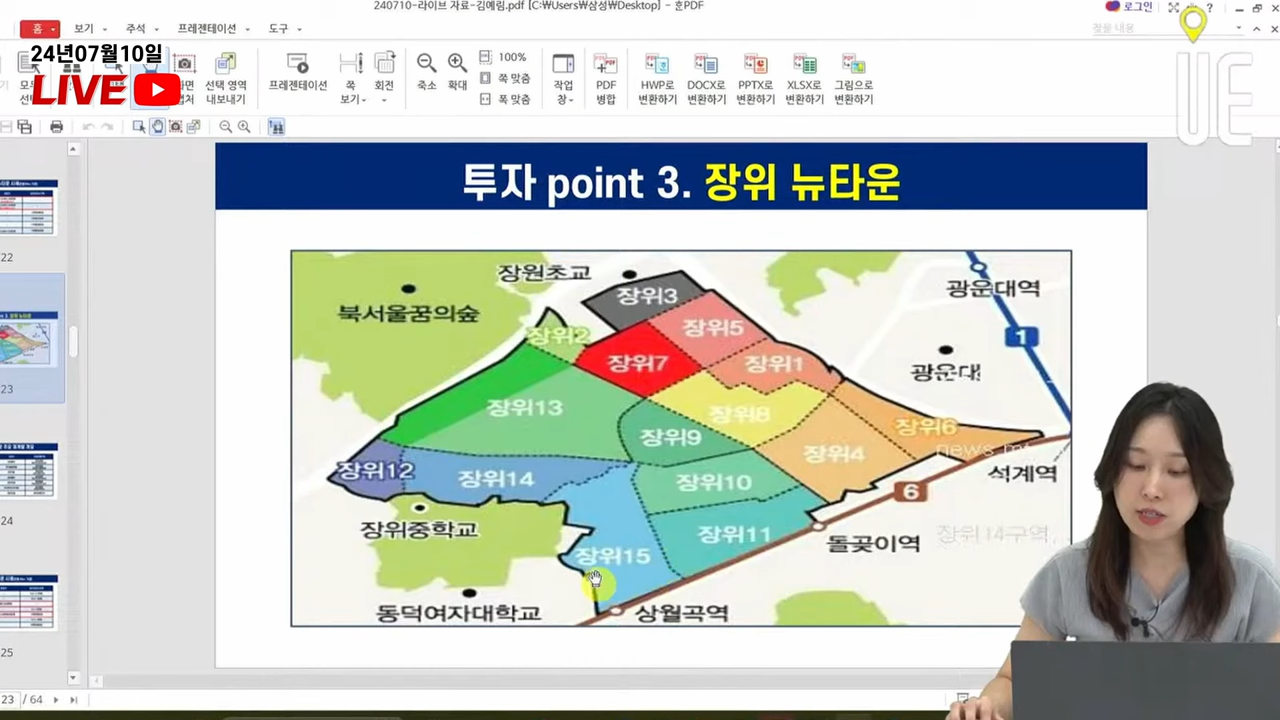 240710-라이브 자료-김예림.pdf [C:₩Users₩삼성₩Desktop] - 훈PDF
로그인
홈 보기 주석 프레젠테이션 도구
찾을 내용
24년07월10일
LIVE
프레젠테이션
쪽 보기
회전
축소
확대
100%
쪽 맞춤
폭 맞춤
작업 창
PDF 병합
HWP로 변환하기
DOCX로 변환하기
PPTX로 변환하기
XLSX로 변환하기
그림으로 변환하기
선택 영역 내보내기
UE
투자 point 3. 장위 뉴타운
장원초교
북서울꿈의숲
광운대역
장위3
장위5
장위2
장위7
장위1
1
광운대
장위13
장위8
장위6
장위9
장위4
장위12
장위14
장위10
6
석계역
장위중학교
장위11
돌곶이역
장위14구역
장위15
동덕여자대학교
상월곡역
22
23
24
25
23 / 64